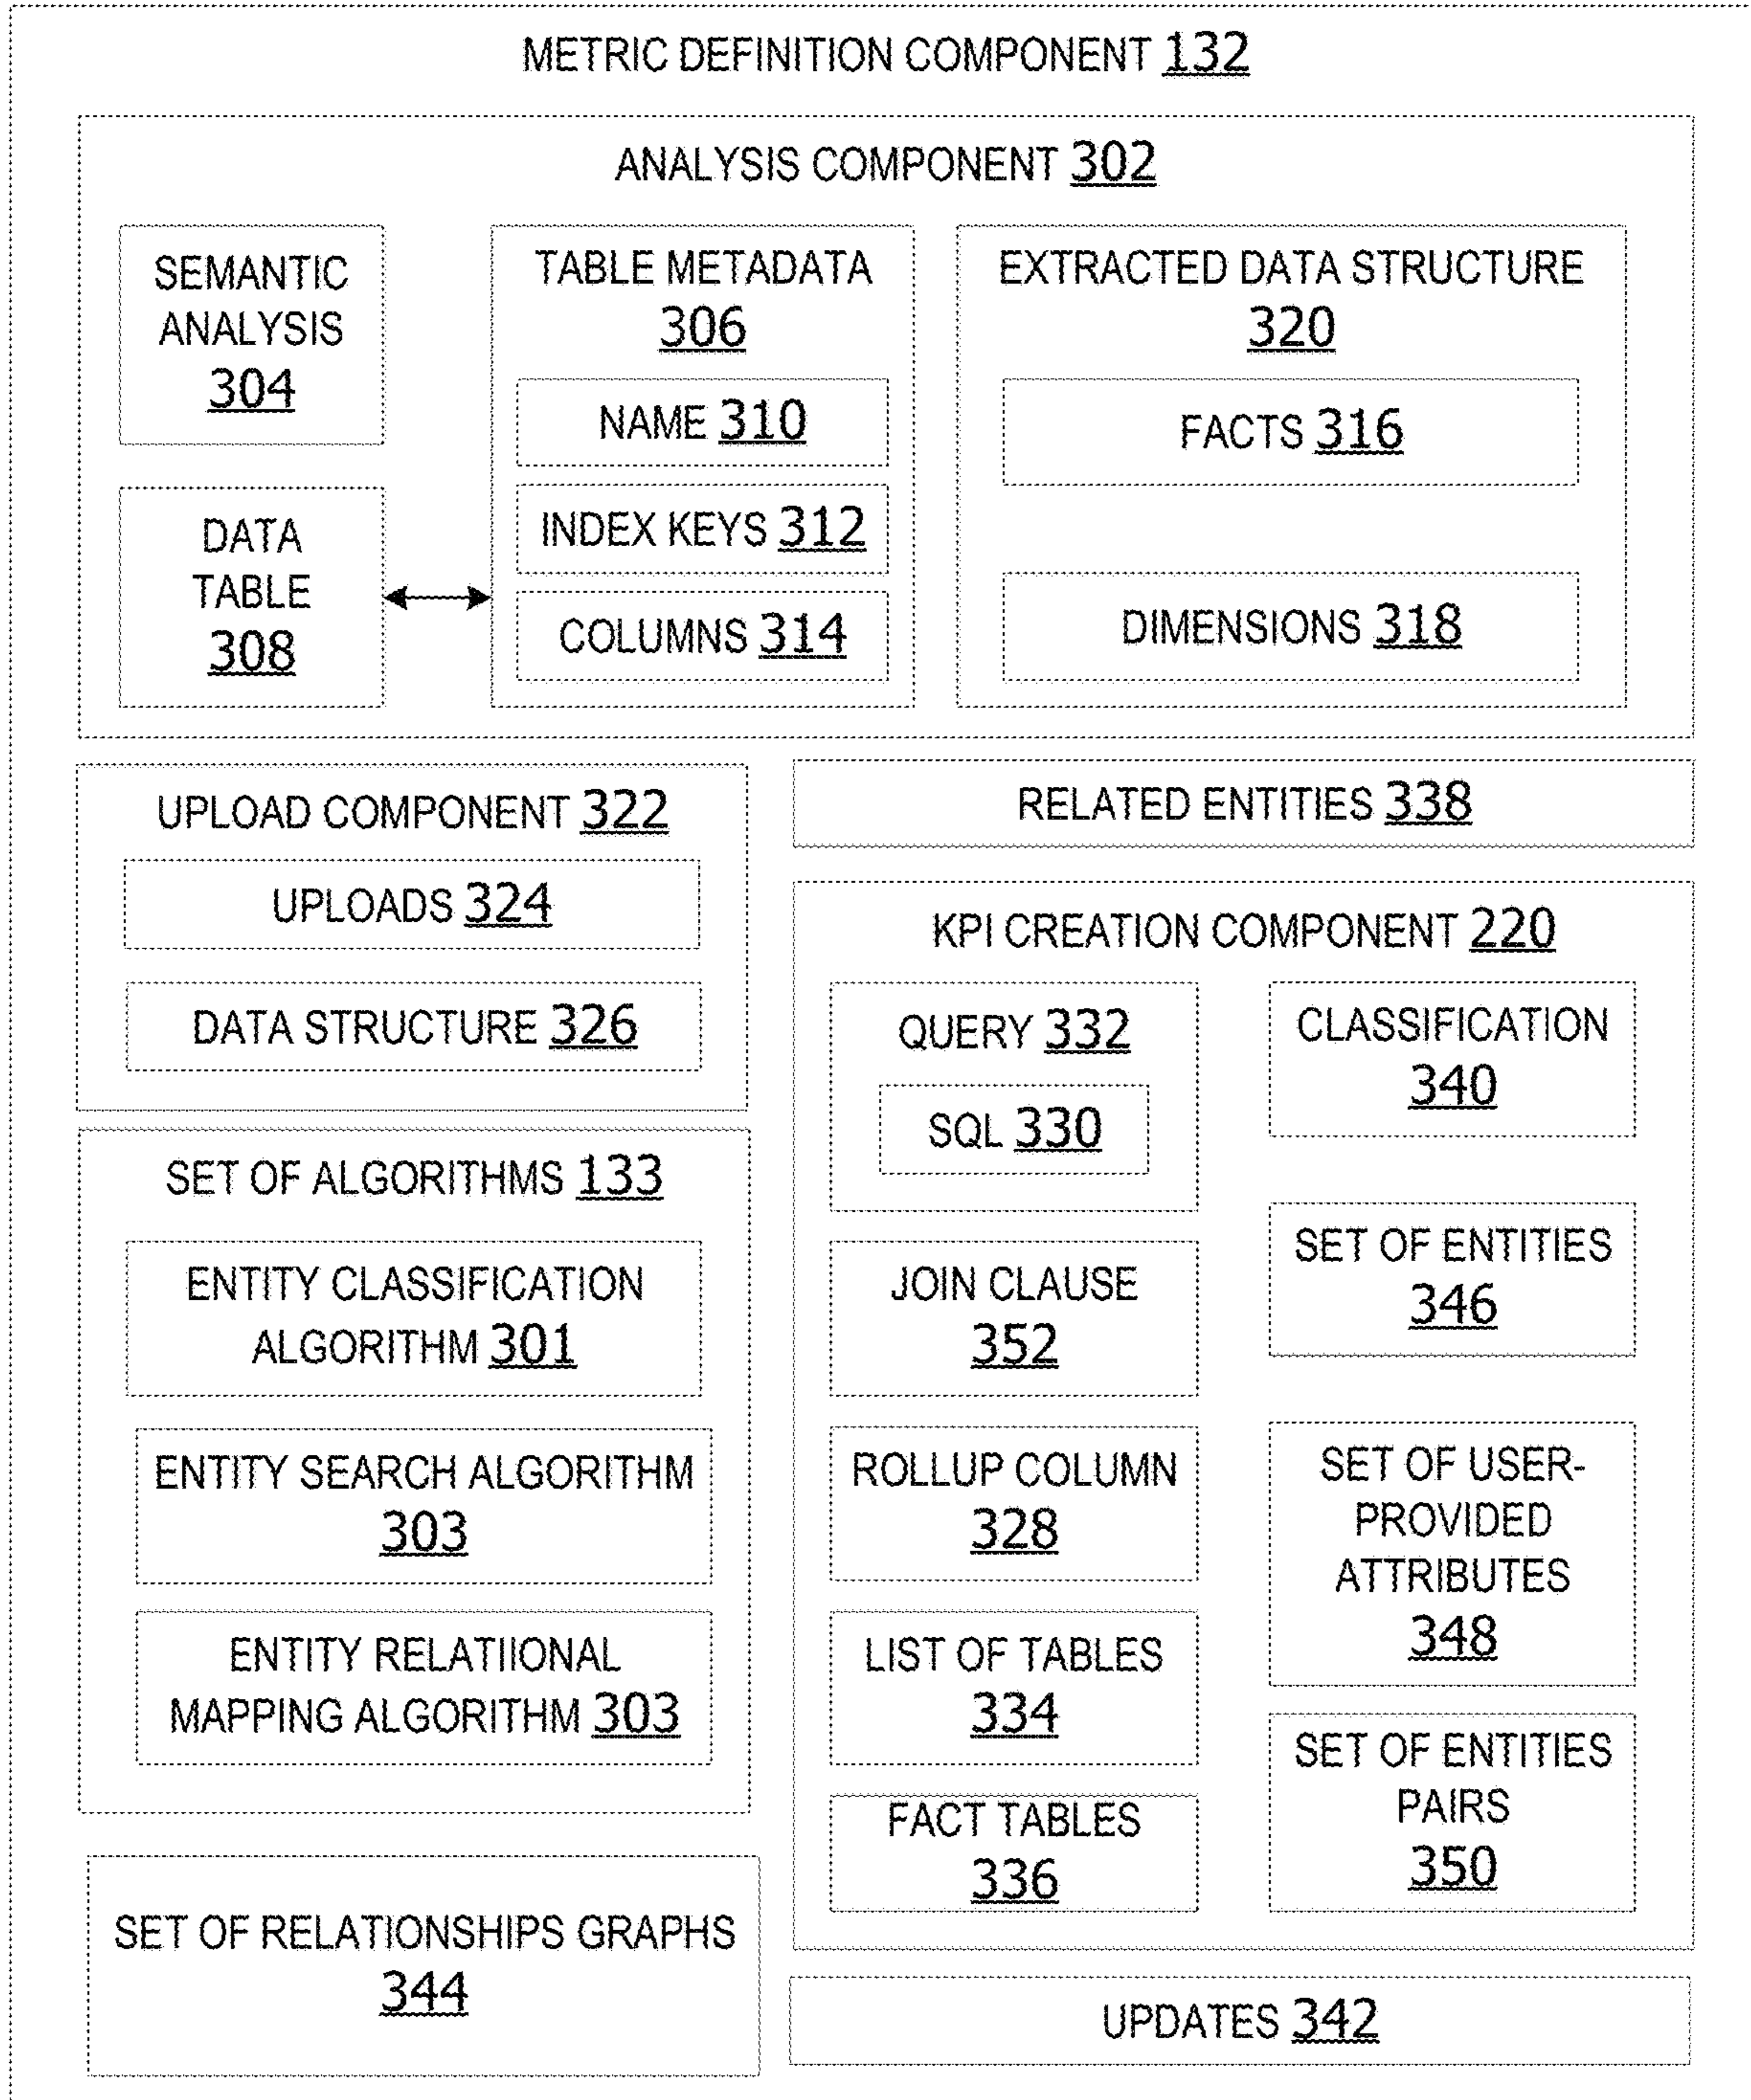 METRIC DEFINITION COMPONENT 132
ANALYSIS COMPONENT 302
SEMANTIC
ANALYSIS
304
DATA
TABLE
308
TABLE METADATA
306
NAME 310
INDEX KEYS 312
COLUMNS 314
EXTRACTED DATA STRUCTURE
320
FACTS 316
DIMENSIONS 318
UPLOAD COMPONENT 322
UPLOADS 324
DATA STRUCTURE 326
SET OF ALGORITHMS 133
ENTITY CLASSIFICATION
ALGORITHM 301
ENTITY SEARCH ALGORITHM
303
ENTITY RELATIIONAL
MAPPING ALGORITHM 303
SET OF RELATIONSHIPS GRAPHS
344
RELATED ENTITIES 338
KPI CREATION COMPONENT 220
QUERY 332
SQL 330
JOIN CLAUSE
352
ROLLUP COLUMN
328
LIST OF TABLES
334
FACT TABLES
336
CLASSIFICATION
340
SET OF ENTITIES
346
SET OF USER-
PROVIDED
ATTRIBUTES
348
SET OF ENTITIES
PAIRS
350
UPDATES 342